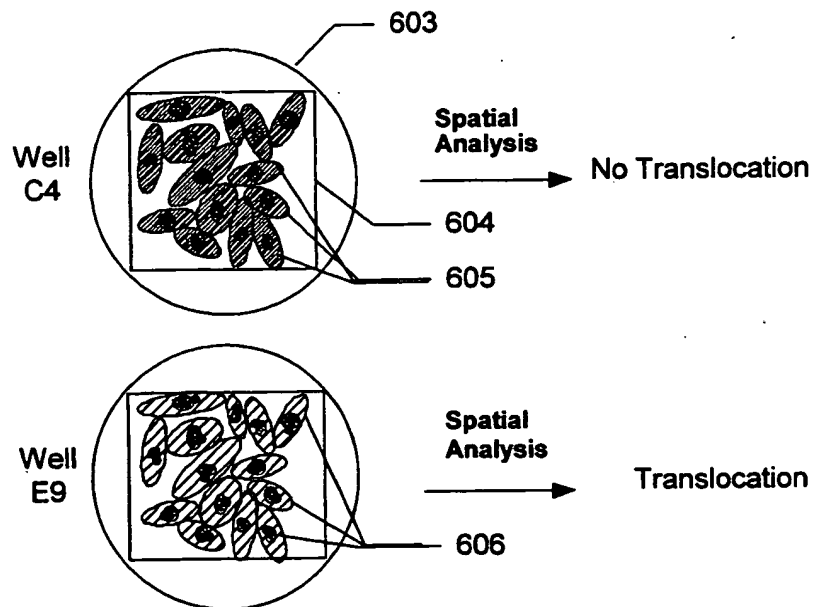 603
Well
C4
Spatial
Analysis
No Translocation
604
605
Well
E9
Spatial
Analysis
Translocation
606